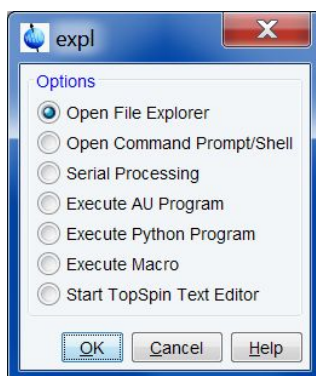 expl
X
Options
Open File Explorer
Open Command Prompt/Shell
Serial Processing
Execute AU Program
Execute Python Program
Execute Macro
Start TopSpin Text Editor
OK Cancel Help